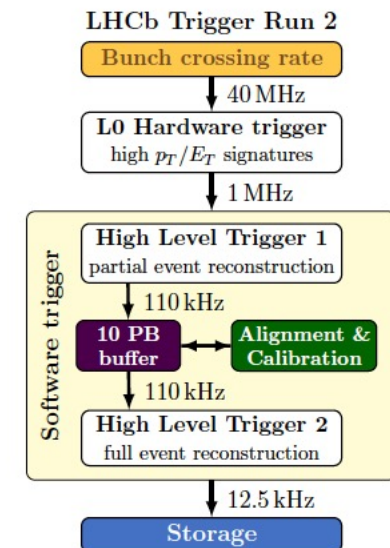 LHCb Trigger Run 2
Bunch crossing rate
40 MHz
L0 Hardware trigger
high p_T/E_T signatures
1 MHz
Software trigger
High Level Trigger 1
partial event reconstruction
110 kHz
10 PB
buffer
Alignment &
Calibration
110 kHz
High Level Trigger 2
full event reconstruction
12.5 kHz
Storage